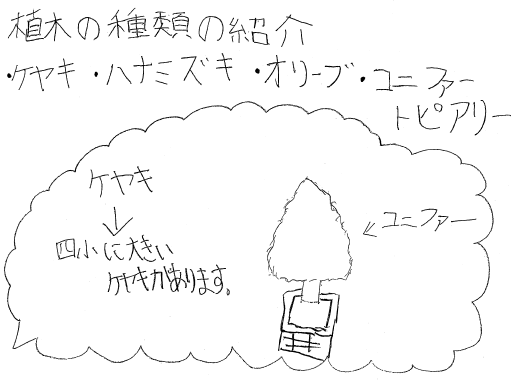 植木の種類の紹介
・ケヤキ・ハナミズキ・オリーブ・ユニファー
トピアリー
ケヤキ
↓
四小に大きい
ケヤキがあります。
←ユニファー